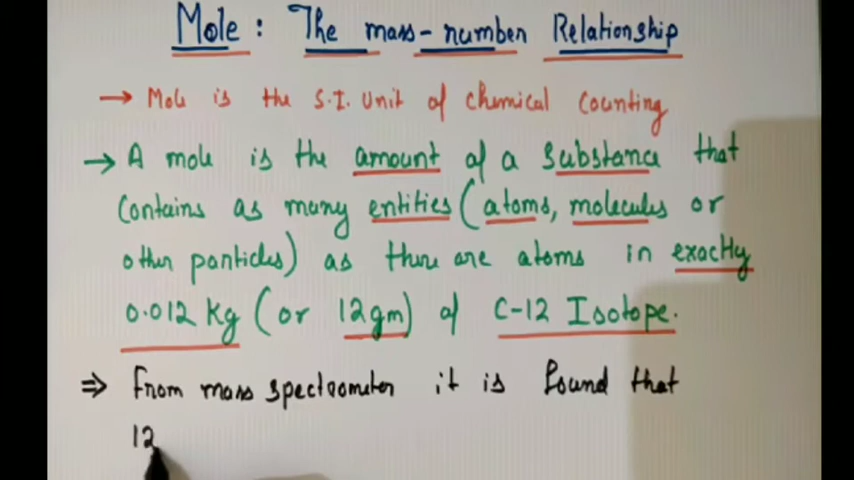 Mole: The mass-number Relationship
→ Mole is the S.I. Unit of chemical Counting
→ A mole is the amount of a Substance that
Contains as many entities (atoms, molecules or
other particles) as there are atoms in exactly
0.012 Kg (or 12gm) of C-12 Isotope.
⇒ From mass spectrometer it is found that
12